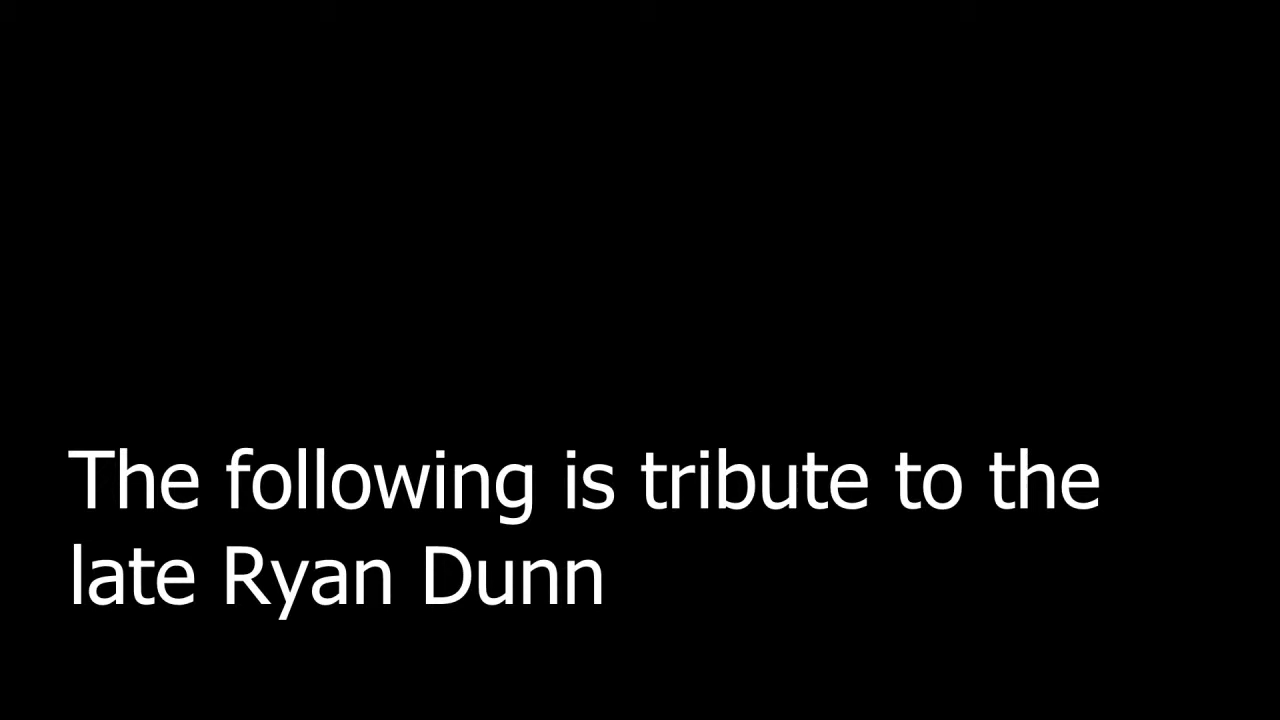 The following is tribute to the
late Ryan Dunn